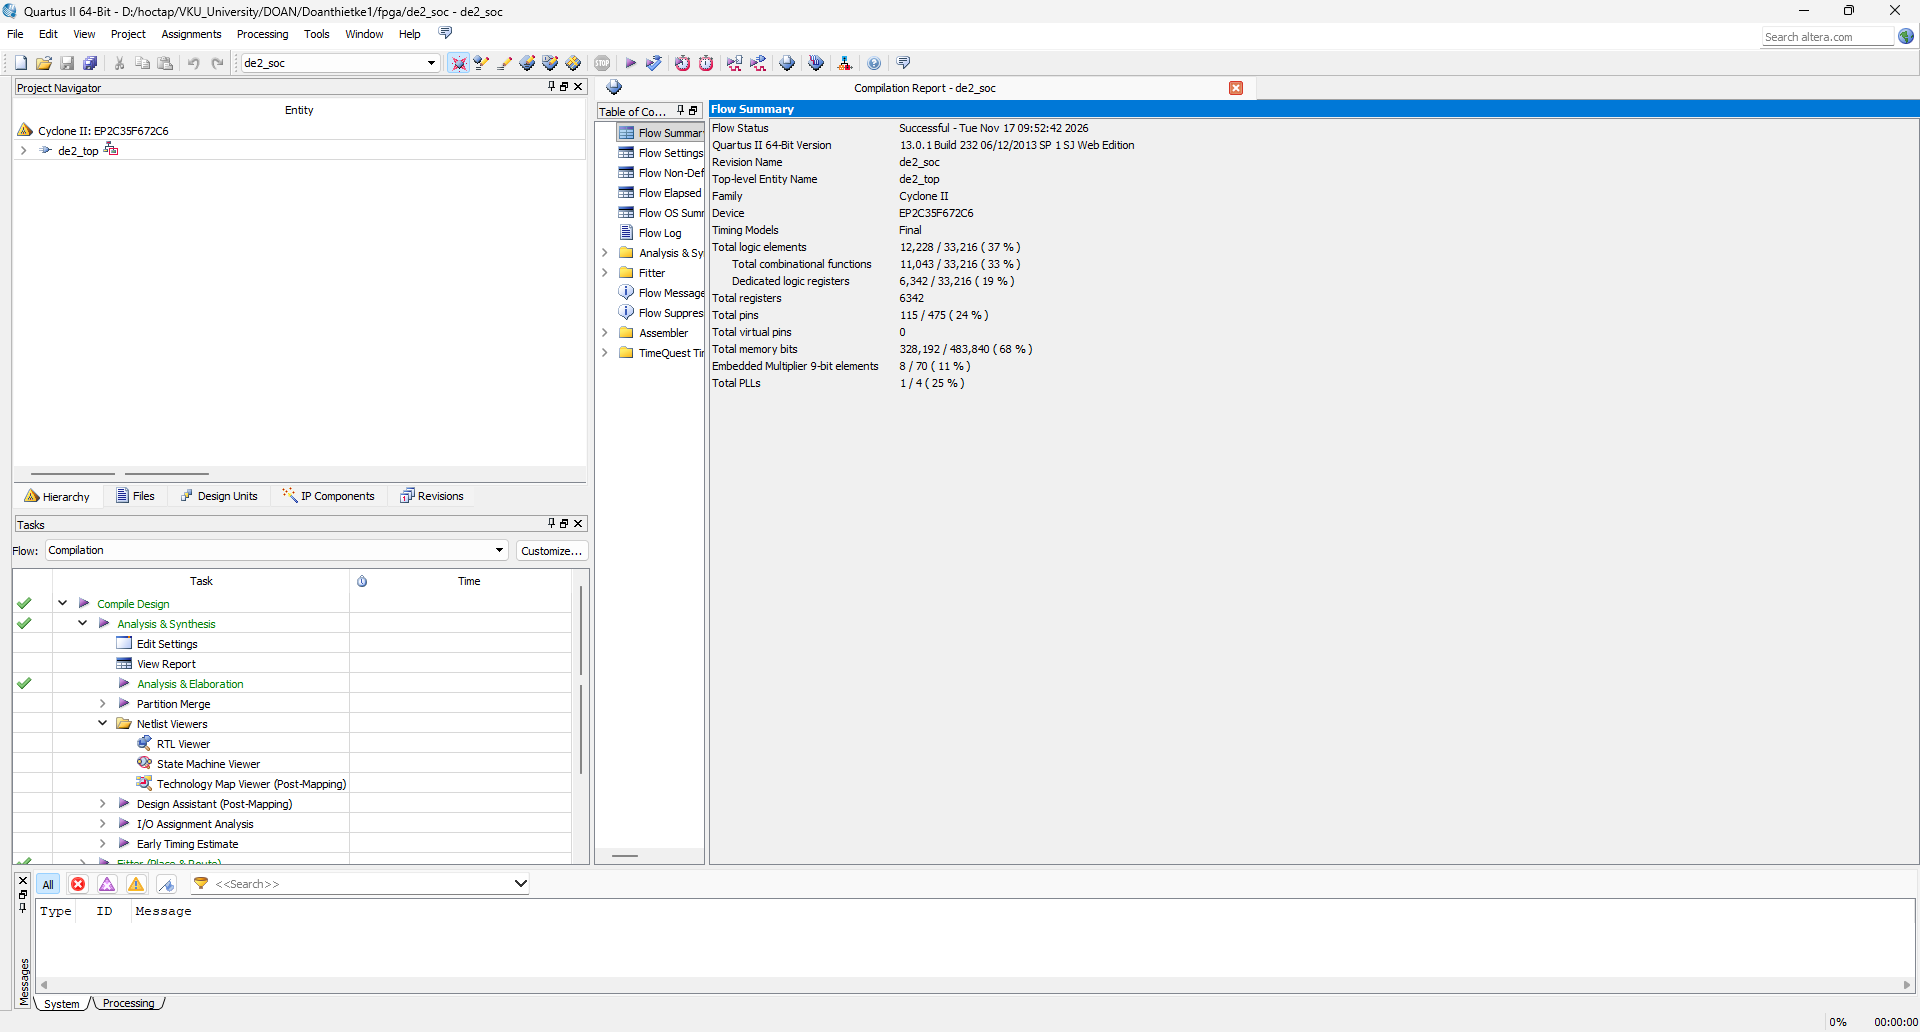 Quartus II 64-Bit - D:/hoctap/VKU_University/DOAN/Doanthietke1/fpga/de2_soc - de2_soc
File Edit View Project Assignments Processing Tools Window Help
Search altera.com
de2_soc
Project Navigator
Entity
Cyclone II: EP2C35F672C6
de2_top
Hierarchy Files Design Units IP Components Revisions
Tasks
Flow: Compilation Customize...
Task Time
Compile Design
Analysis & Synthesis
Edit Settings
View Report
Analysis & Elaboration
Partition Merge
Netlist Viewers
RTL Viewer
State Machine Viewer
Technology Map Viewer (Post-Mapping)
Design Assistant (Post-Mapping)
I/O Assignment Analysis
Early Timing Estimate
Fitter (Place & Route)
Compilation Report - de2_soc
Table of Co...
Flow Summar
Flow Settings
Flow Non-Def
Flow Elapsed
Flow OS Sum
Flow Log
Analysis & Sy
Fitter
Flow Message
Flow Suppres
Assembler
TimeQuest Tir
Flow Summary
Flow Status Successful - Tue Nov 17 09:52:42 2026
Quartus II 64-Bit Version 13.0.1 Build 232 06/12/2013 SP 1 SJ Web Edition
Revision Name de2_soc
Top-level Entity Name de2_top
Family Cyclone II
Device EP2C35F672C6
Timing Models Final
Total logic elements 12,228 / 33,216 ( 37 % )
Total combinational functions 11,043 / 33,216 ( 33 % )
Dedicated logic registers 6,342 / 33,216 ( 19 % )
Total registers 6342
Total pins 115 / 475 ( 24 % )
Total virtual pins 0
Total memory bits 328,192 / 483,840 ( 68 % )
Embedded Multiplier 9-bit elements 8 / 70 ( 11 % )
Total PLLs 1 / 4 ( 25 % )
All <<Search>>
Type ID Message
Messages
System Processing
0% 00:00:00